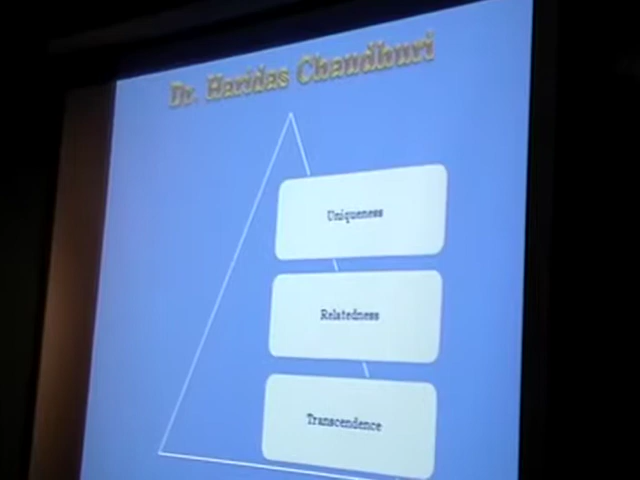 Dr. Haridas Chaudhuri
Uniqueness
Relatedness
Transcendence